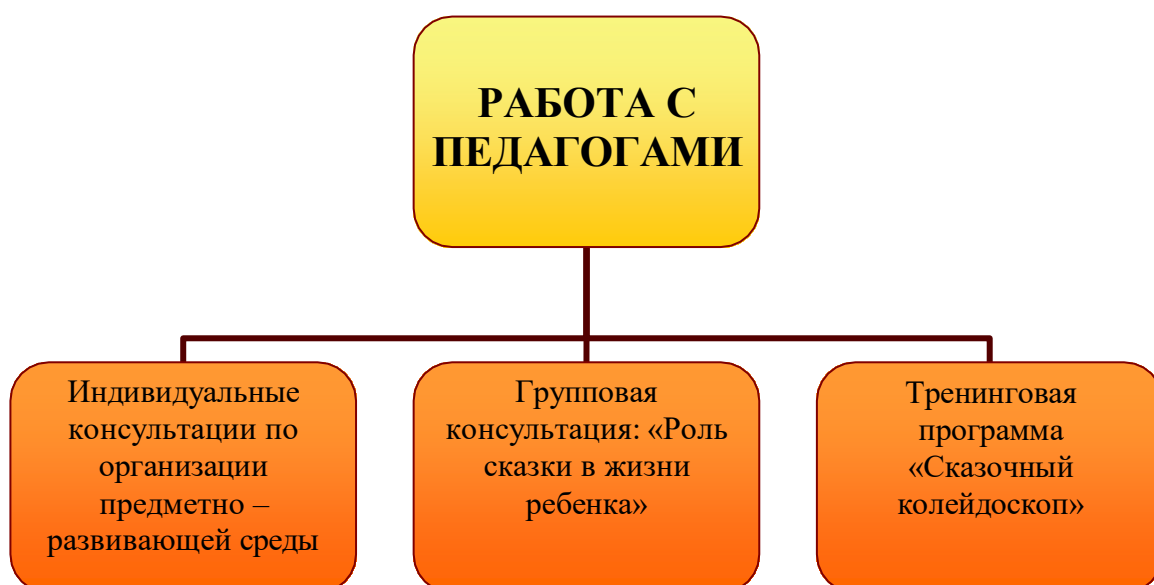 РАБОТА С
ПЕДАГОГАМИ
Индивидуальные
консультации по
организации
предметно –
развивающей среды
Групповая
консультация: «Роль
сказки в жизни
ребенка»
Тренинговая
программа
«Сказочный
колейдоскоп»